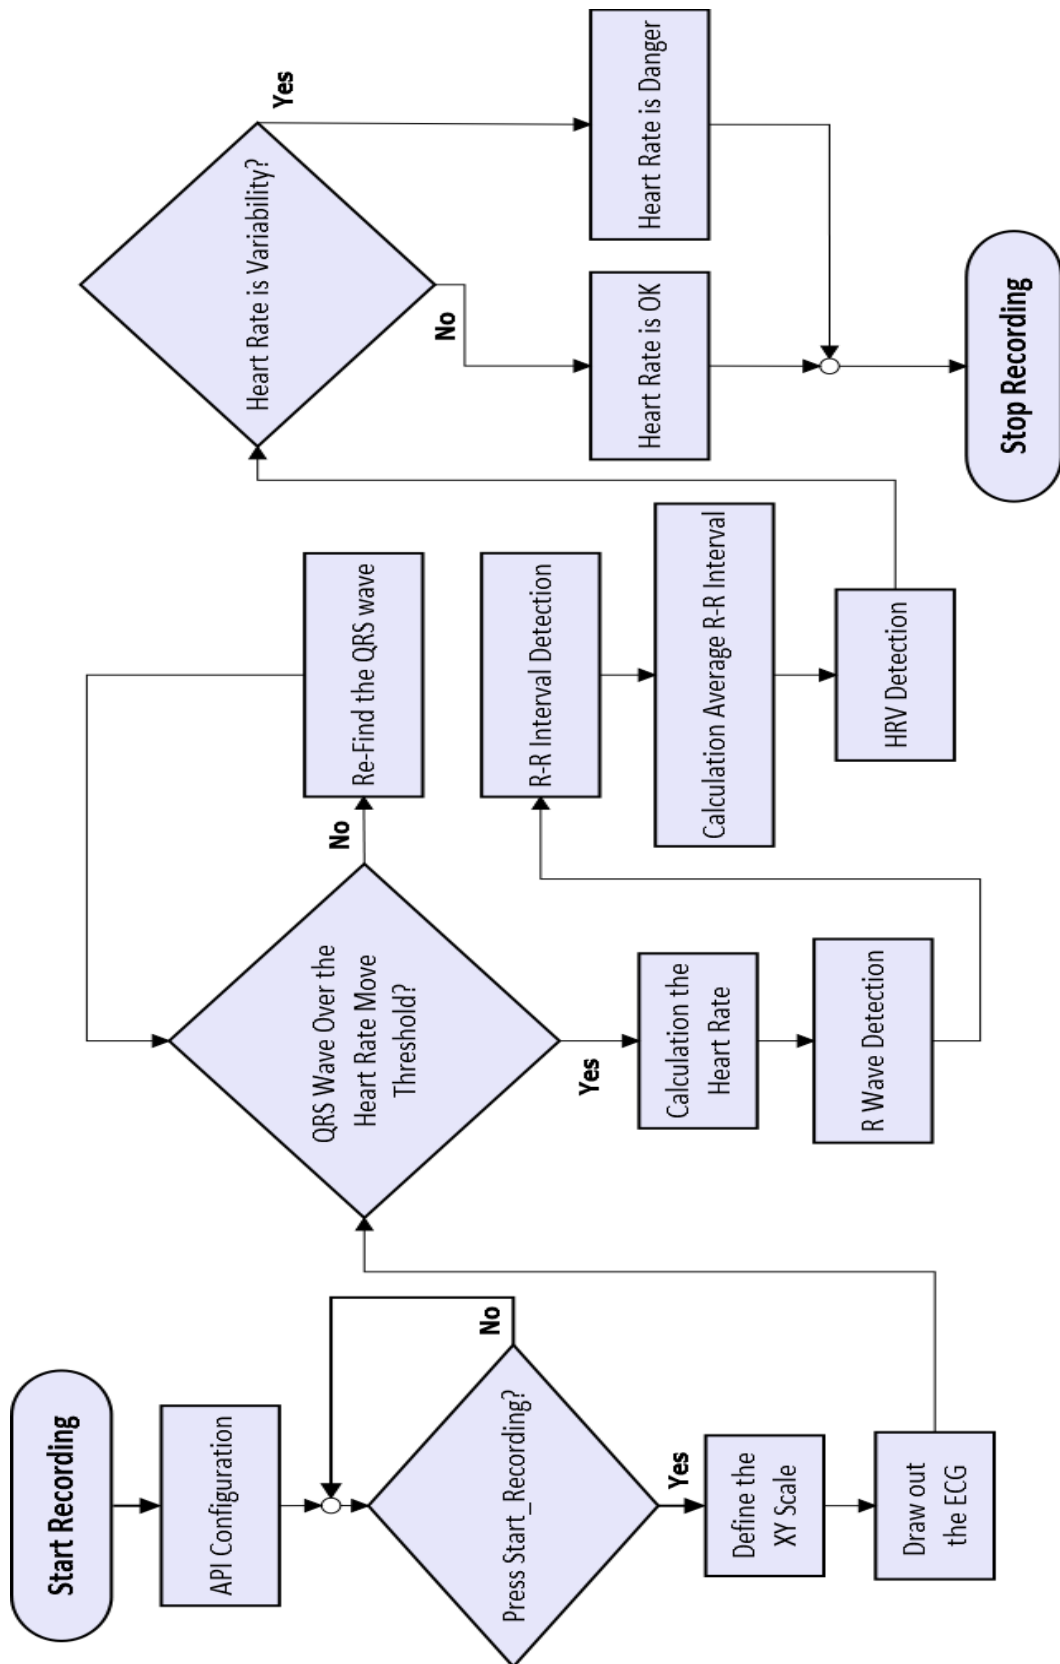 Start Recording
API Configuration
Press Start_Recording?
No
Yes
Define the
XY Scale
Draw out
the ECG
QRS Wave Over the
Heart Rate Move
Threshold?
No
Re-Find the QRS wave
Yes
Calculation the
Heart Rate
R Wave Detection
R-R Interval Detection
Calculation Average R-R Interval
HRV Detection
Heart Rate is Variability?
Yes
No
Heart Rate is OK
Heart Rate is Danger
Stop Recording